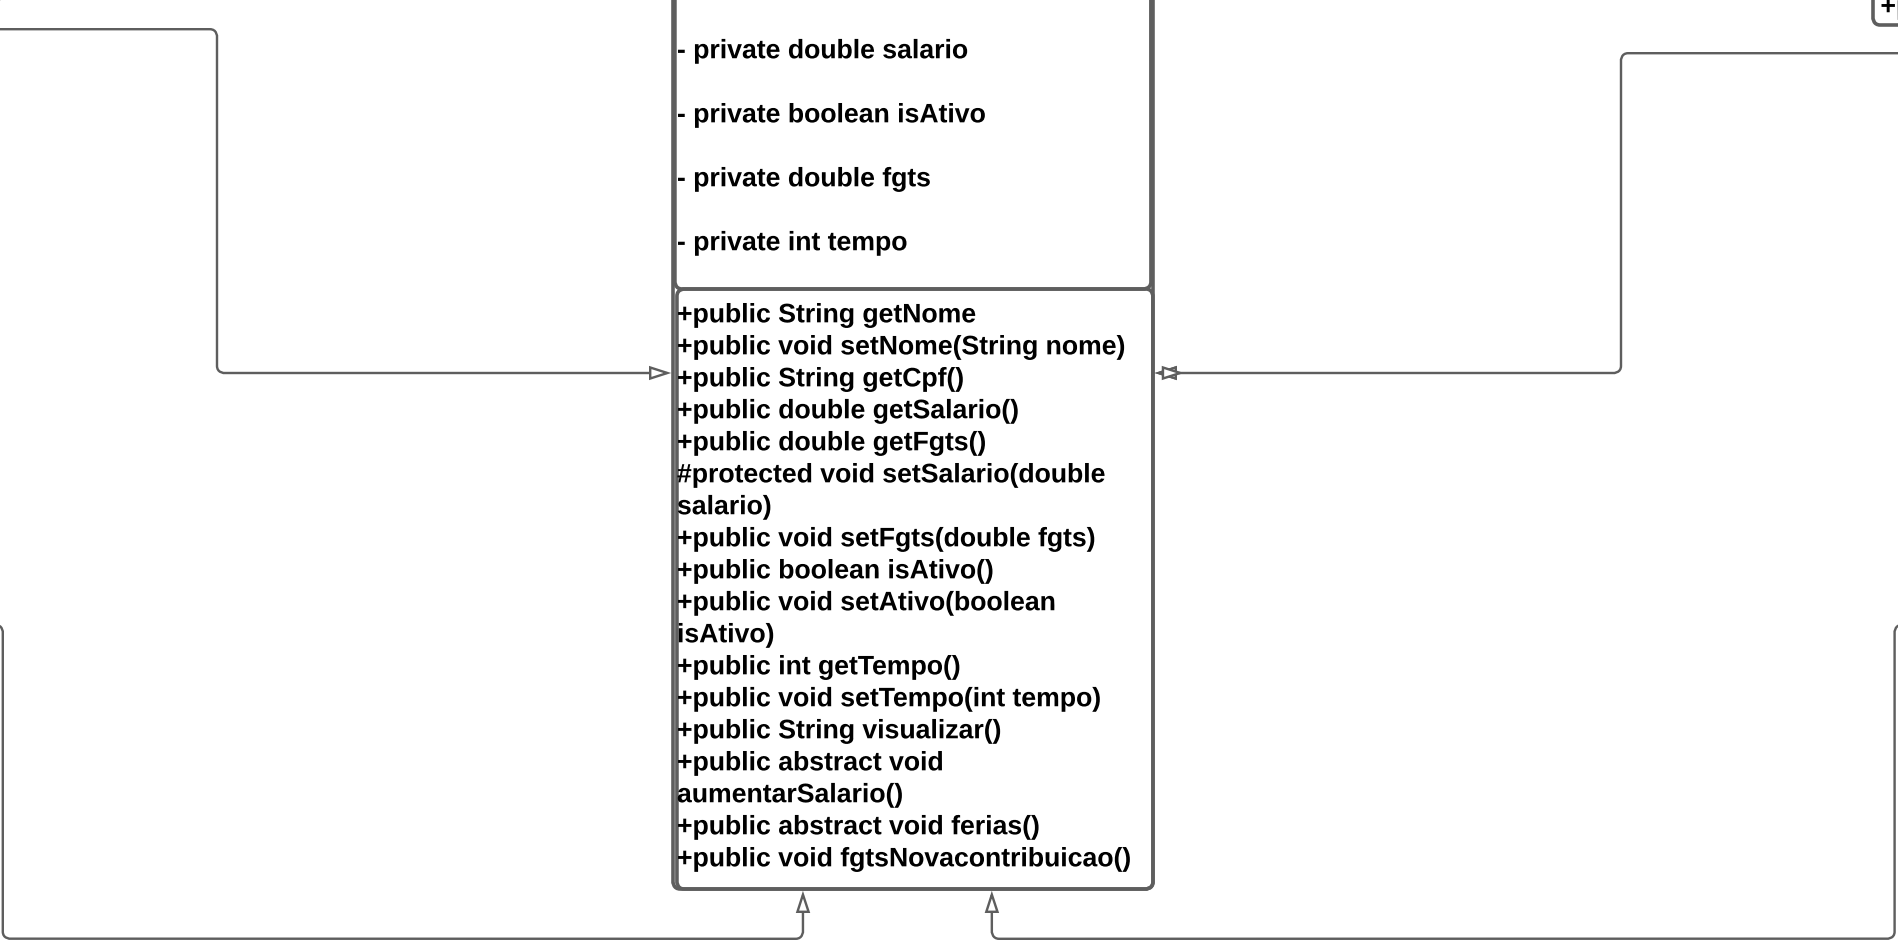 - private double salario
- private boolean isAtivo
- private double fgts
- private int tempo
+public String getNome
+public void setNome(String nome)
+public String getCpf()
+public double getSalario()
+public double getFgts()
#protected void setSalario(double
salario)
+public void setFgts(double fgts)
+public boolean isAtivo()
+public void setAtivo(boolean
isAtivo)
+public int getTempo()
+public void setTempo(int tempo)
+public String visualizar()
+public abstract void
aumentarSalario()
+public abstract void ferias()
+public void fgtsNovacontribuicao()